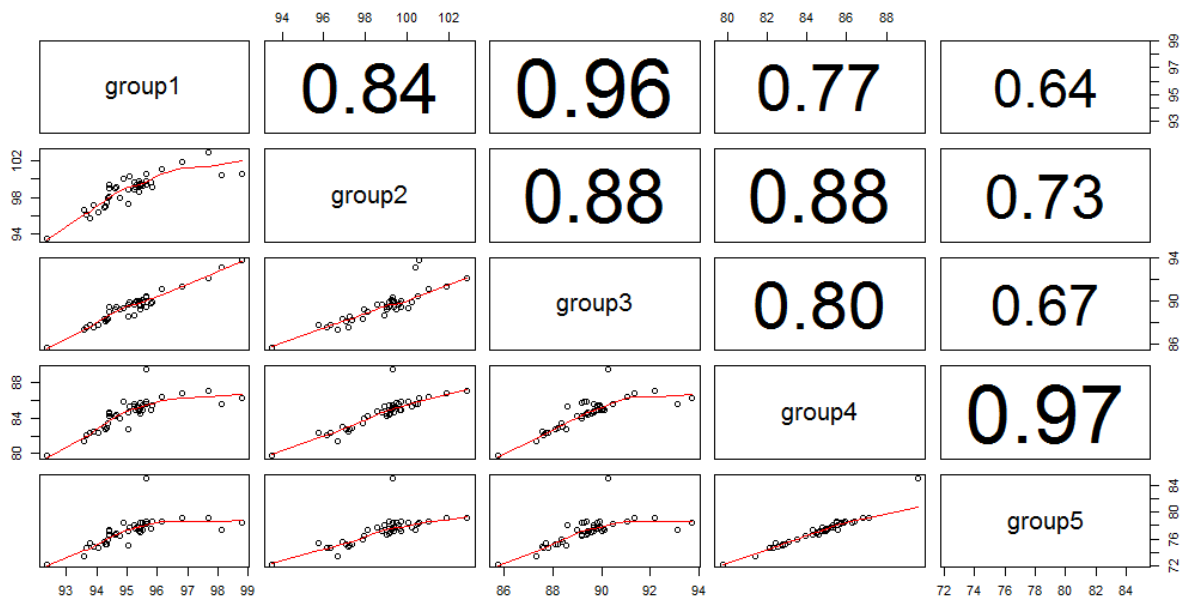 94 96 98 100 102 80 82 84 86 88
group1 0.84 0.96 0.77 0.64 93 95 97 99
94 98 102 group2 0.88 0.88 0.73
group3 0.80 0.67 86 90 94
80 84 88 group4 0.97
group5 72 76 80 84
93 94 95 96 97 98 99 86 88 90 92 94 72 74 76 78 80 82 84